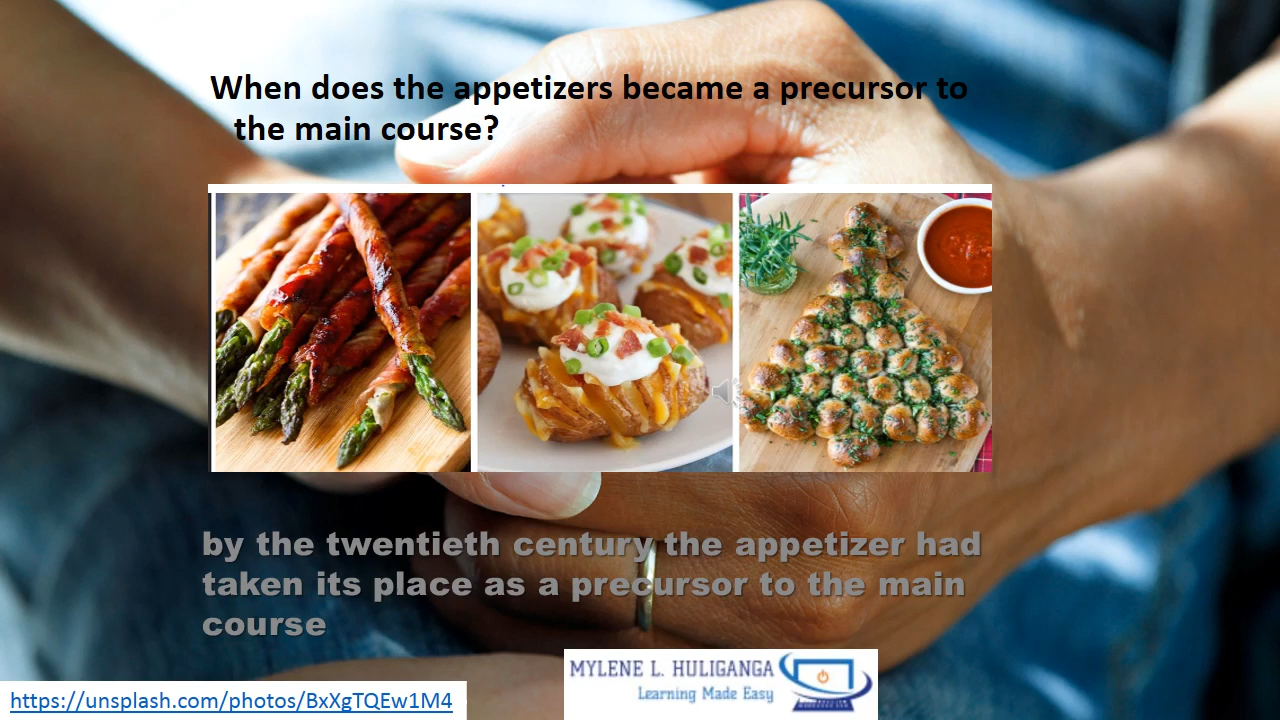 When does the appetizers became a precursor to
the main course?
by the twentieth century the appetizer had
taken its place as a precursor to the main
course
MYLENE L. HULIGANGA
Learning Made Easy
https://unsplash.com/photos/BxXgTQEw1M4